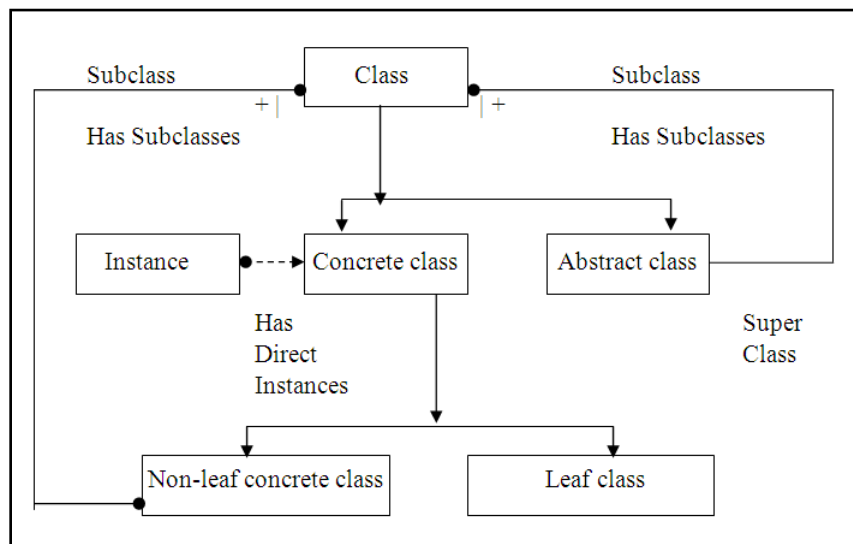 Subclass
Class
Subclass
+ |
| +
Has Subclasses
Has Subclasses
Instance
Concrete class
Abstract class
Has
Direct
Instances
Super
Class
Non-leaf concrete class
Leaf class